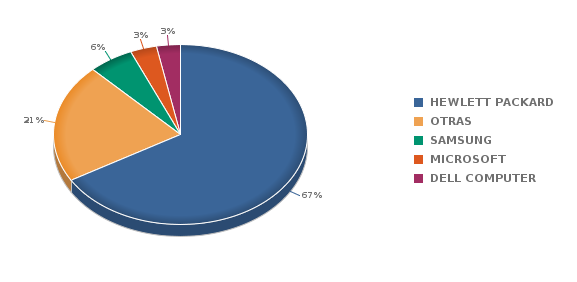 3%
3%
6%
21%
67%
HEWLETT PACKARD
OTRAS
SAMSUNG
MICROSOFT
DELL COMPUTER